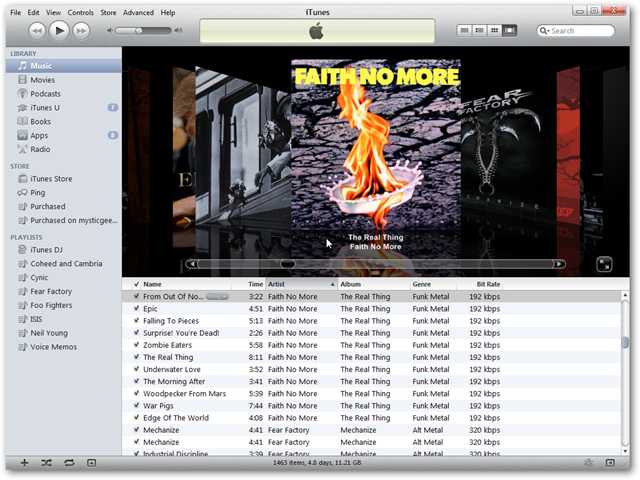 File Edit View Controls Store Advanced Help
iTunes
Search
LIBRARY
Music
Movies
Podcasts
iTunes U
Books
Apps
Radio
STORE
iTunes Store
Ping
Purchased
Purchased on mysticgee...
PLAYLISTS
iTunes DJ
Coheed and Cambria
Cynic
Fear Factory
Foo Fighters
ISIS
Neil Young
Voice Memos
FAITH NO MORE
FEAR FACTORY
The Real Thing
Faith No More
Name Time Artist Album Genre Bit Rate
From Out Of No... 3:22 Faith No More The Real Thing Funk Metal 192 kbps
Epic 4:51 Faith No More The Real Thing Funk Metal 192 kbps
Falling To Pieces 5:13 Faith No More The Real Thing Funk Metal 192 kbps
Surprise! You're Dead! 2:26 Faith No More The Real Thing Funk Metal 192 kbps
Zombie Eaters 5:58 Faith No More The Real Thing Funk Metal 192 kbps
The Real Thing 8:11 Faith No More The Real Thing Funk Metal 192 kbps
Underwater Love 3:52 Faith No More The Real Thing Funk Metal 192 kbps
The Morning After 3:41 Faith No More The Real Thing Funk Metal 192 kbps
Woodpecker From Mars 5:39 Faith No More The Real Thing Funk Metal 192 kbps
War Pigs 7:44 Faith No More The Real Thing Funk Metal 192 kbps
Edge Of The World 4:08 Faith No More The Real Thing Funk Metal 192 kbps
Mechanize 4:41 Fear Factory Mechanize Alt Metal 320 kbps
Mechanize 4:41 Fear Factory Mechanize Alt Metal 320 kbps
Industrial Discipline 3:39 Fear Factory Mechanize Alt Metal 320 kbps
1463 items, 4.8 days, 11.21 GB